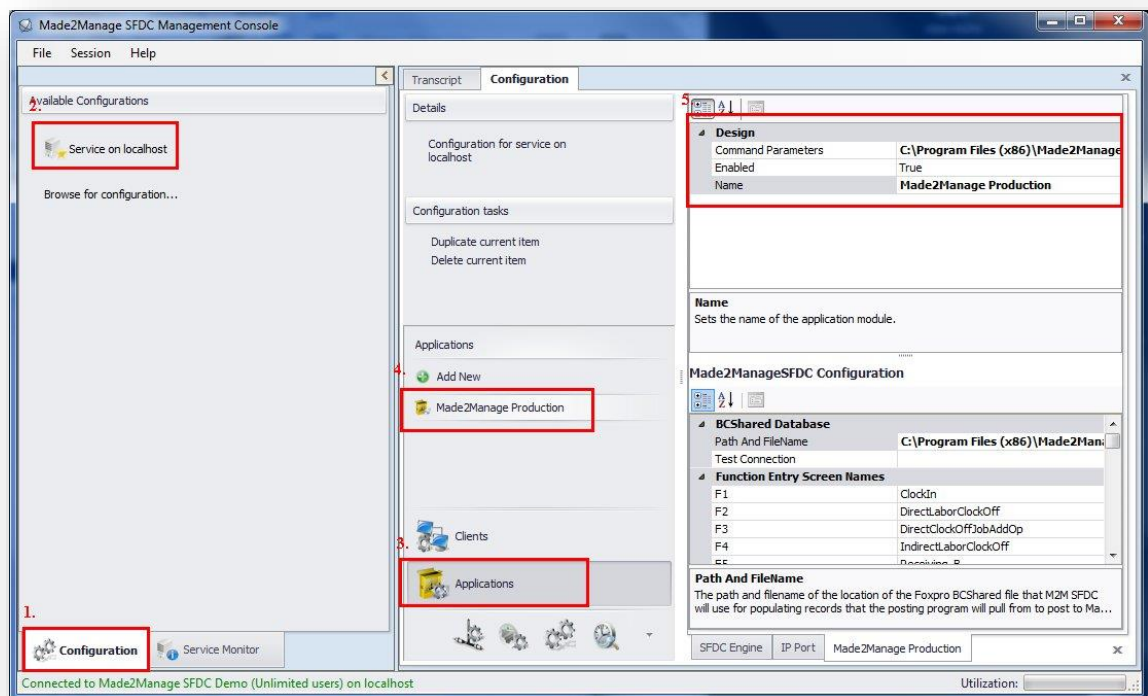 Made2Manage SFDC Management Console
File Session Help
Available Configurations
2.
Service on localhost
Browse for configuration...
1.
Configuration
Service Monitor
Transcript
Configuration
Details
Configuration for service on
localhost
Configuration tasks
Duplicate current item
Delete current item
Applications
4.
Add New
Made2Manage Production
Clients
3.
Applications
5.
Design
Command Parameters C:\Program Files (x86)\Made2Manage
Enabled True
Name Made2Manage Production
Name
Sets the name of the application module.
Made2ManageSFDC Configuration
BCShared Database
Path And FileName C:\Program Files (x86)\Made2Man
Test Connection
Function Entry Screen Names
F1 ClockIn
F2 DirectLaborClockOff
F3 DirectClockOffJobAddOp
F4 IndirectLaborClockOff
Path And FileName
The path and filename of the location of the Foxpro BCShared file that M2M SFDC
will use for populating records that the posting program will pull from to post to Ma...
SFDC Engine IP Port Made2Manage Production
Connected to Made2Manage SFDC Demo (Unlimited users) on localhost
Utilization: